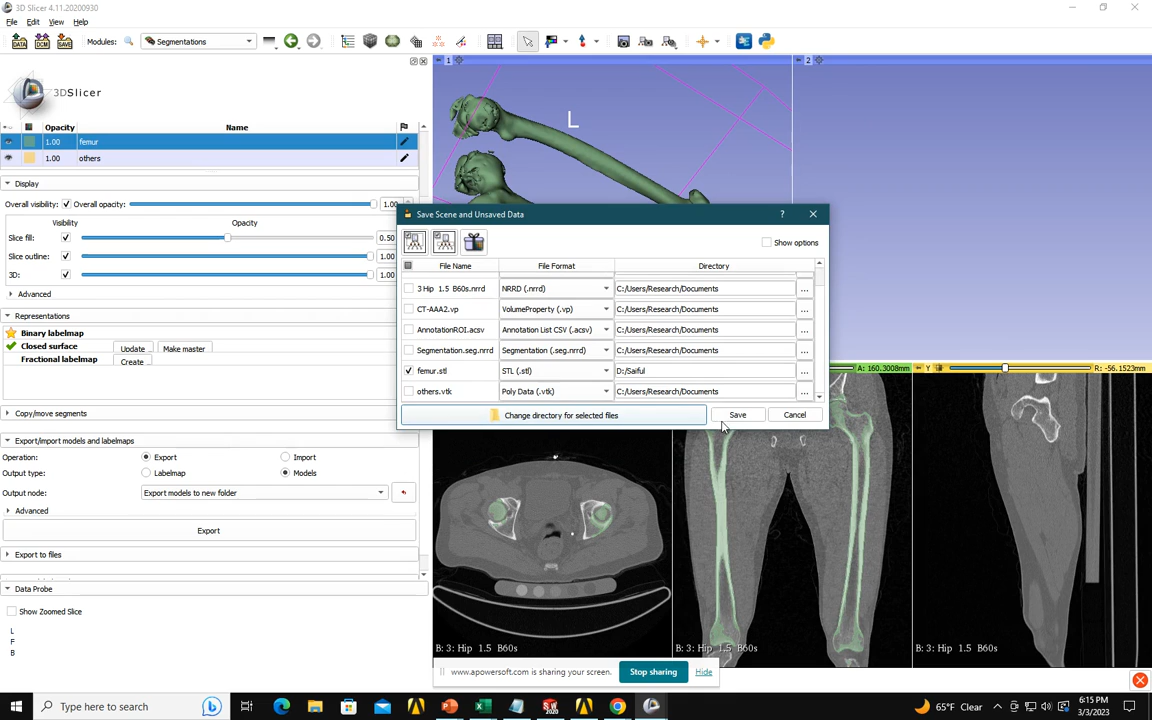 3D Slicer 4.11.20200930
File Edit View Help
DATA DCM SAVE Modules: Segmentations
1 2
3DSlicer
Opacity Name
1.00 femur
1.00 others
L
Display
Overall visibility: Overall opacity: 1.00
Visibility Opacity
Slice fill: 0.50
Slice outline: 1.00
3D: 1.00
Advanced
Representations
Binary labelmap
Closed surface Update Make master
Fractional labelmap Create
Copy/move segments
Export/import models and labelmaps
Operation: Export Import
Output type: Labelmap Models
Output node: Export models to new folder
Advanced
Export
Export to files
Data Probe
Show Zoomed Slice
L
F
B
Save Scene and Unsaved Data ?
Show options
File Name File Format Directory
3 Hip 1.5 B60s.nrrd NRRD (.nrrd) C:/Users/Research/Documents ...
CT-AAA2.vp VolumeProperty (.vp) C:/Users/Research/Documents ...
AnnotationROI.acsv Annotation List CSV (.acsv) C:/Users/Research/Documents ...
Segmentation.seg.nrrd Segmentation (.seg.nrrd) C:/Users/Research/Documents ...
femur.stl STL (.stl) D:/Saiful ...
others.vtk Poly Data (.vtk) C:/Users/Research/Documents ...
Change directory for selected files Save Cancel
A: 160.3008mm Y R: -56.1523mm
B: 3: Hip 1.5 B60s
B: 3: Hip 1.5 B60s
B: 3: Hip 1.5 B60s
www.apowersoft.com is sharing your screen. Stop sharing Hide
Type here to search
65°F Clear
6:15 PM
3/3/2023